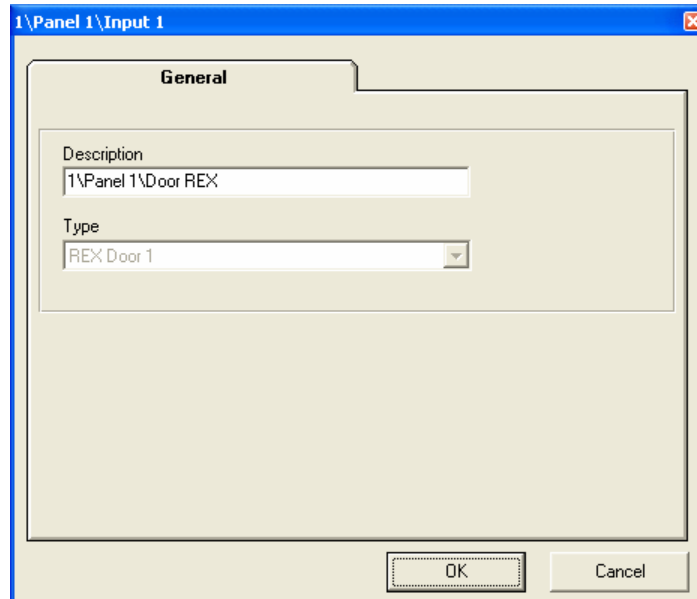 1\Panel 1\Input 1
General
Description
1\Panel 1\Door REX
Type
REX Door 1
OK
Cancel